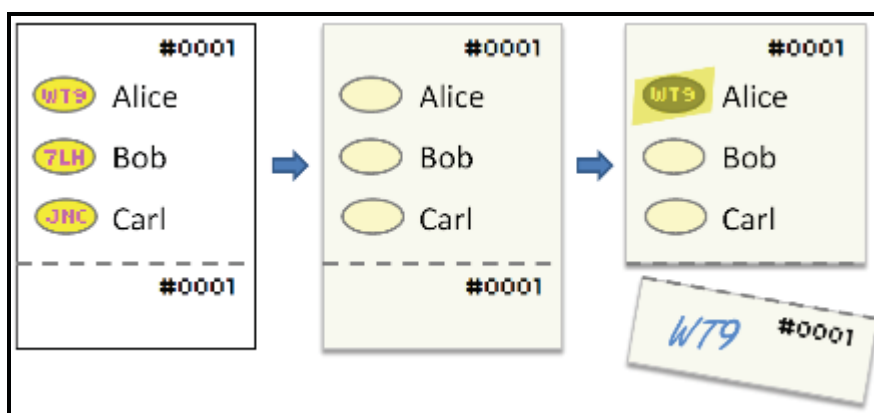 #0001
WT9 Alice
7LH Bob
JNC Carl
#0001
#0001
Alice
Bob
Carl
#0001
#0001
WT9 Alice
Bob
Carl
WT9 #0001